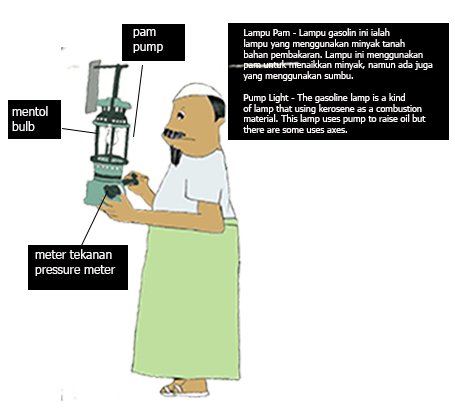 pam
pump
Lampu Pam - Lampu gasolin ini ialah
lampu yang menggunakan minyak tanah
bahan pembakaran. Lampu ini menggunakan
pam untuk menaikkan minyak, namun ada juga
yang menggunakan sumbu.
Pump Light - The gasoline lamp is a kind
of lamp that using kerosene as a combustion
material. This lamp uses pump to raise oil but
there are some uses axes.
mentol
bulb
meter tekanan
pressure meter